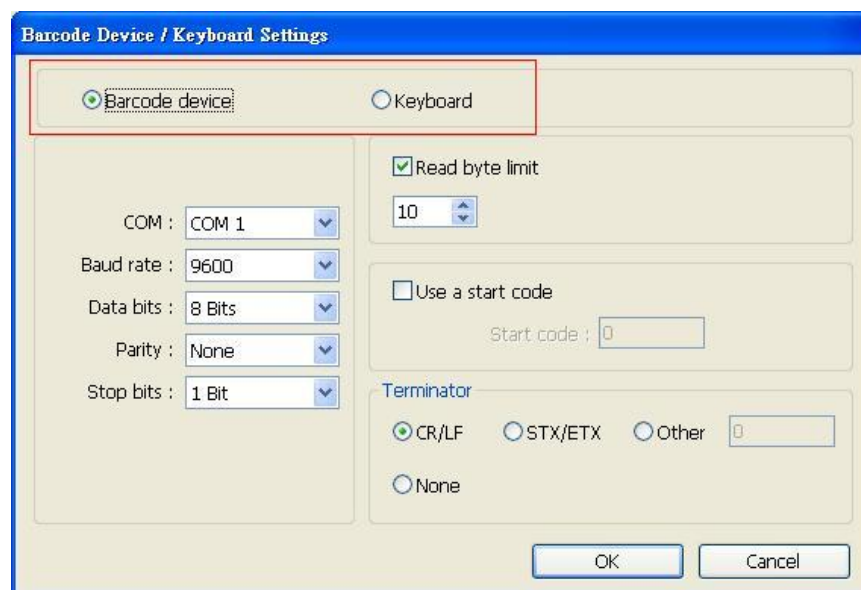 Barcode Device / Keyboard Settings
Barcode device Keyboard
Read byte limit
10
COM : COM 1
Baud rate : 9600
Data bits : 8 Bits
Parity : None
Stop bits : 1 Bit
Use a start code
Start code : 0
Terminator
CR/LF STX/ETX Other 0
None
OK Cancel